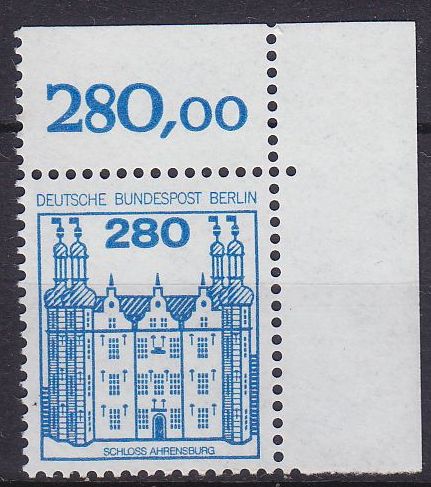 280,00
DEUTSCHE BUNDESPOST BERLIN
280
SCHLOSS AHRENSBURG